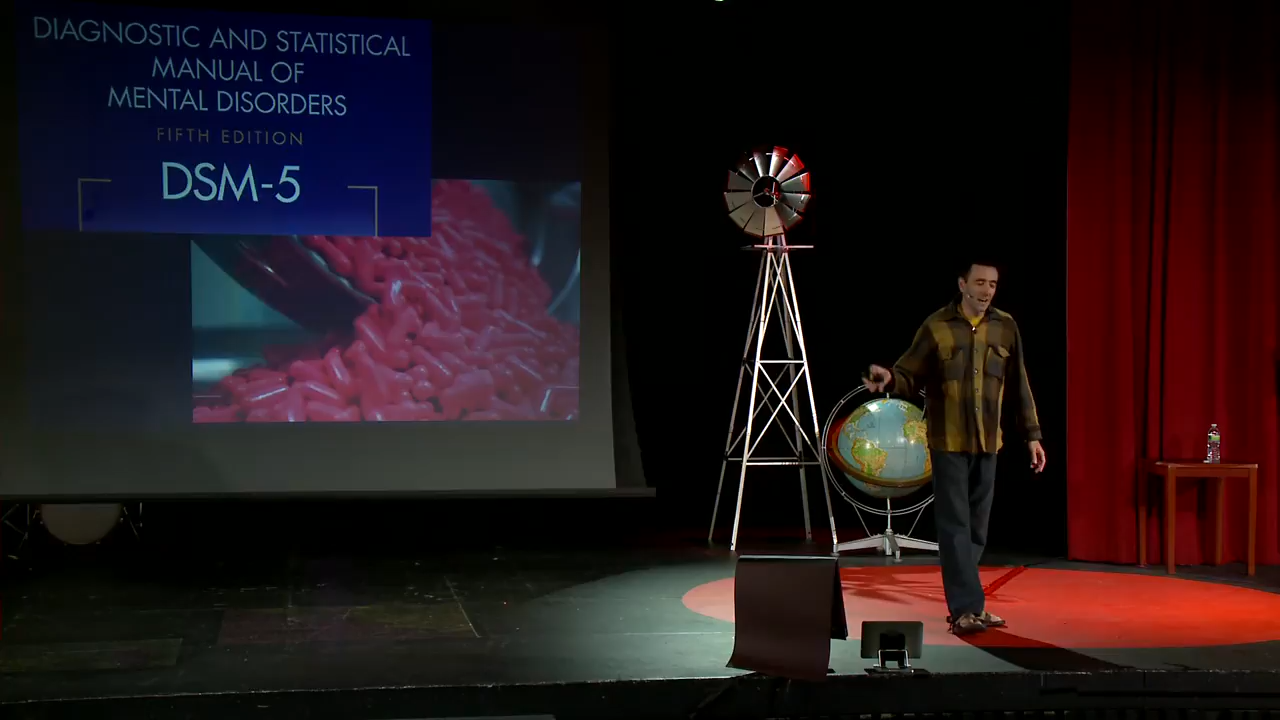 DIAGNOSTIC AND STATISTICAL
MANUAL OF
MENTAL DISORDERS
FIFTH EDITION
DSM-5